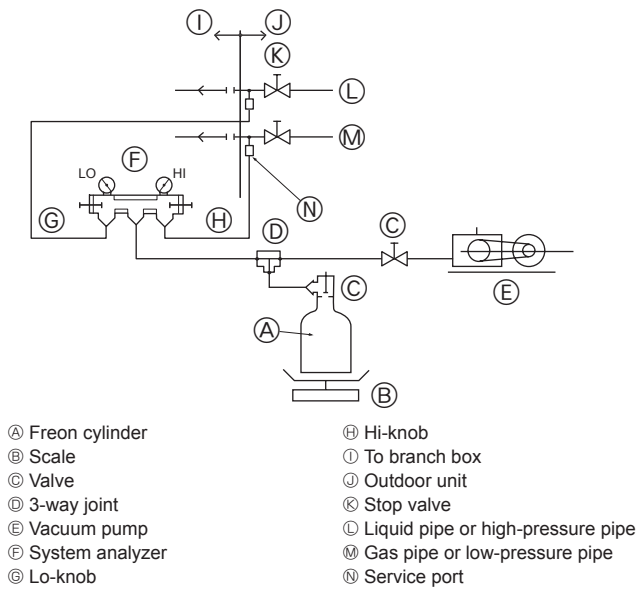 Ⓘ Ⓙ
Ⓚ
Ⓛ
Ⓕ
Ⓜ
LO HI
Ⓖ Ⓗ Ⓝ
Ⓓ Ⓒ
Ⓒ Ⓔ
Ⓐ
Ⓑ
Ⓐ Freon cylinder
Ⓑ Scale
Ⓒ Valve
Ⓓ 3-way joint
Ⓔ Vacuum pump
Ⓕ System analyzer
Ⓖ Lo-knob
Ⓗ Hi-knob
Ⓘ To branch box
Ⓙ Outdoor unit
Ⓚ Stop valve
Ⓛ Liquid pipe or high-pressure pipe
Ⓜ Gas pipe or low-pressure pipe
Ⓝ Service port